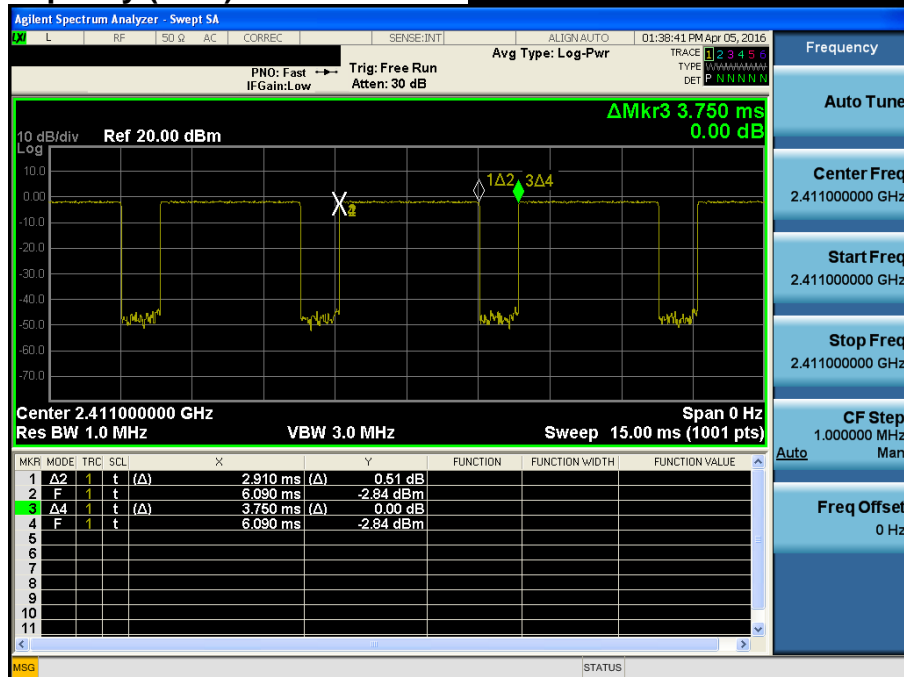 Agilent Spectrum Analyzer - Swept SA
LXI L RF 50 Ω AC CORREC SENSE:INT ALIGN AUTO 01:38:41 PM Apr 05, 2016
Avg Type: Log-Pwr TRACE 1 2 3 4 5 6
PNO: Fast Trig: Free Run TYPE
IFGain:Low Atten: 30 dB DET P N N N N N
ΔMkr3 3.750 ms
0.00 dB
10 dB/div Ref 20.00 dBm
Log
10.0
0.00
-10.0
-20.0
-30.0
-40.0
-50.0
-60.0
-70.0
1Δ2 3Δ4
Center 2.411000000 GHz Span 0 Hz
Res BW 1.0 MHz VBW 3.0 MHz Sweep 15.00 ms (1001 pts)
MKR MODE TRC SCL X Y FUNCTION FUNCTION WIDTH FUNCTION VALUE
1 Δ2 1 t (Δ) 2.910 ms (Δ) 0.51 dB
2 F 1 t 6.090 ms -2.84 dBm
3 Δ4 1 t (Δ) 3.750 ms (Δ) 0.00 dB
4 F 1 t 6.090 ms -2.84 dBm
5
6
7
8
9
10
11
MSG STATUS
Frequency
Auto Tune
Center Freq
2.411000000 GHz
Start Freq
2.411000000 GHz
Stop Freq
2.411000000 GHz
CF Step
1.000000 MHz
Auto Man
Freq Offset
0 Hz